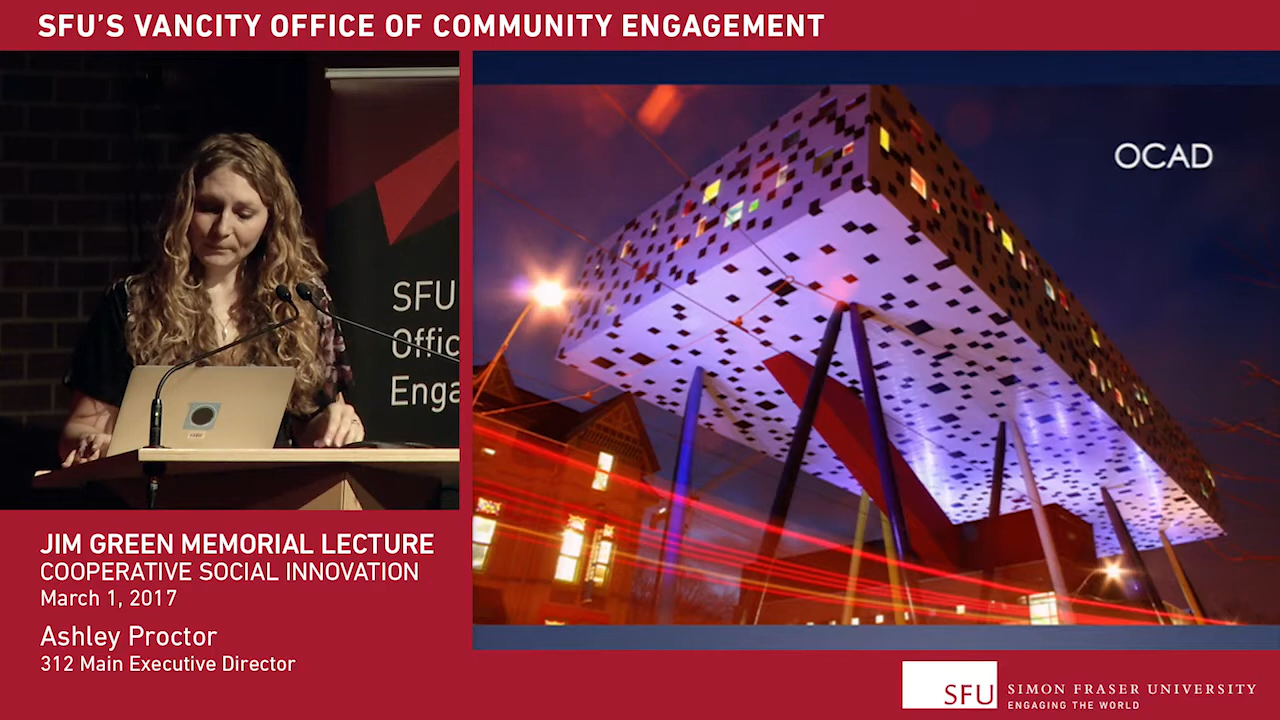 SFU'S VANCITY OFFICE OF COMMUNITY ENGAGEMENT
OCAD
SFU
Offic
Enga
JIM GREEN MEMORIAL LECTURE
COOPERATIVE SOCIAL INNOVATION
March 1, 2017
Ashley Proctor
312 Main Executive Director
SFU
SIMON FRASER UNIVERSITY
ENGAGING THE WORLD